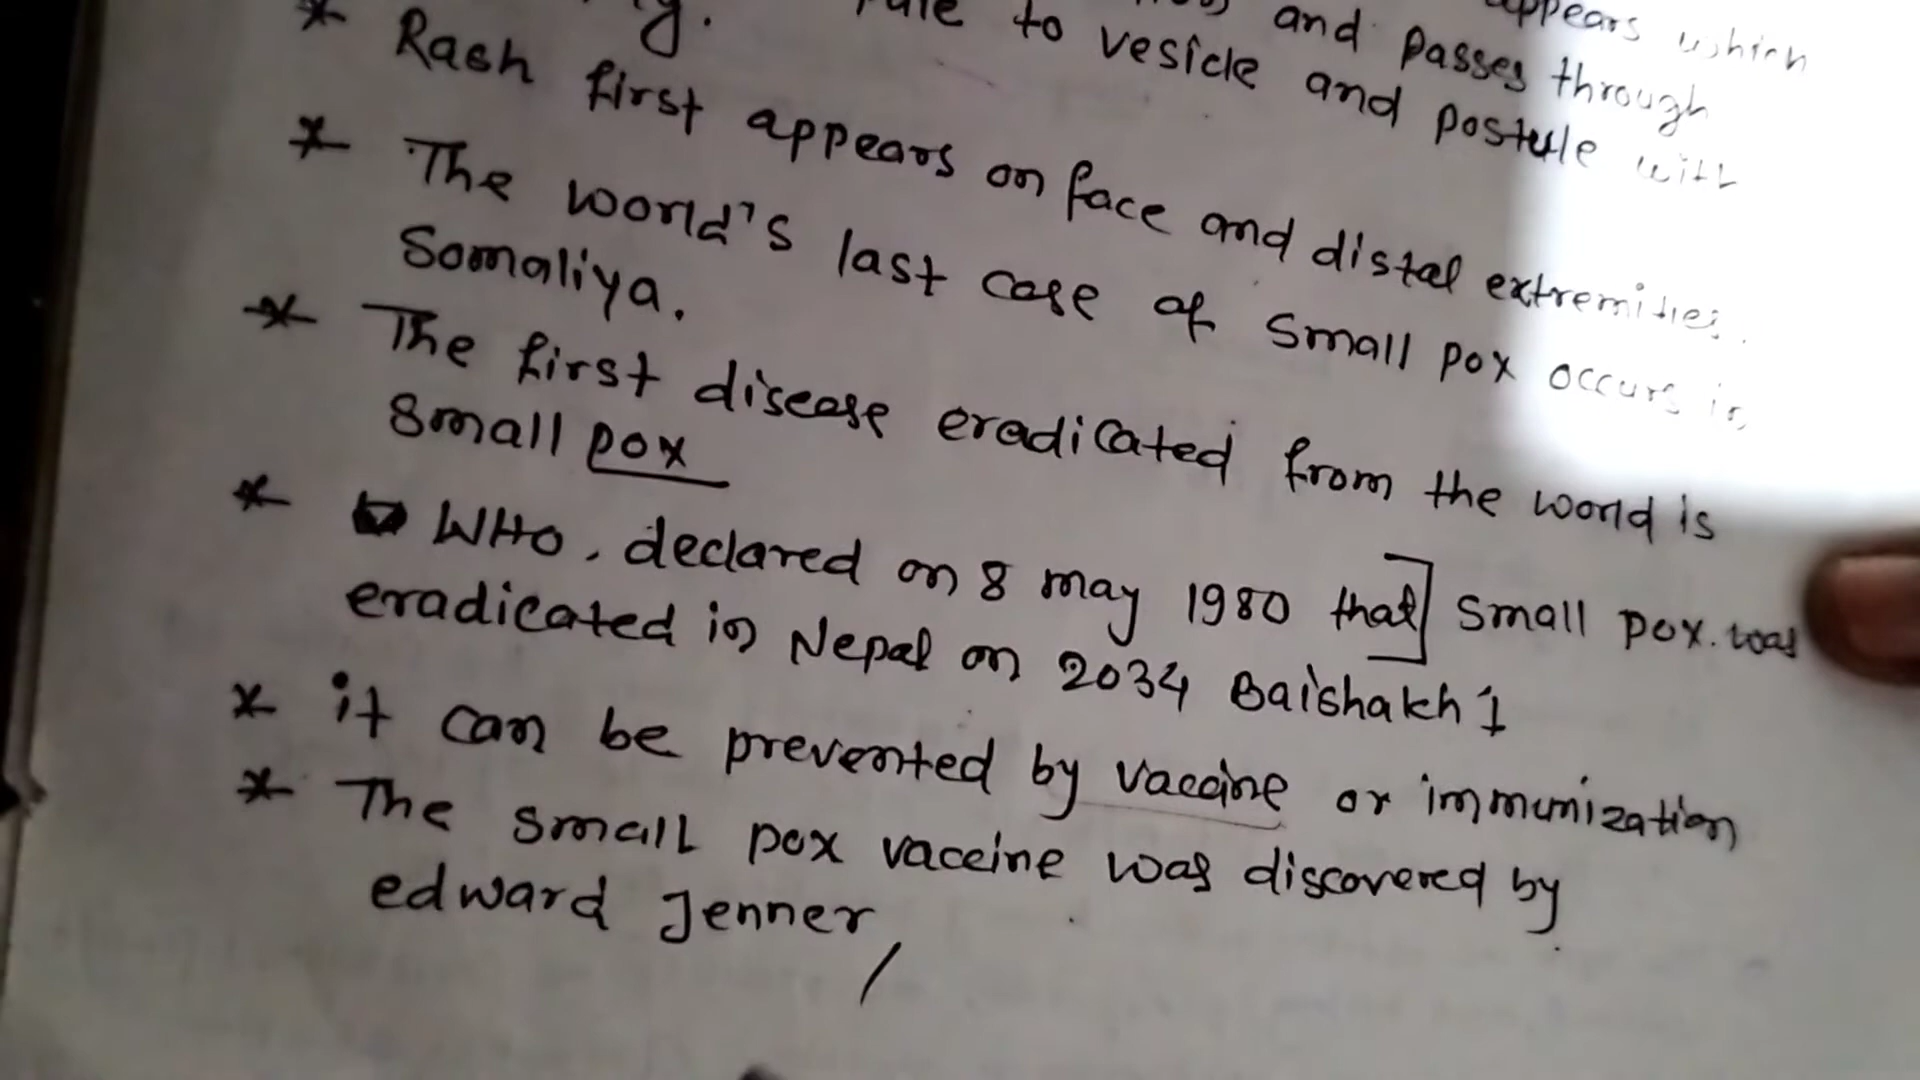 appears which
and passes through
to vesicle and postule with
* Rash first appears on face and distal extremities.
* The world's last case of small pox occurs in
Somaliya.
* The first disease eradicated from the world is
small pox
* WHO, declared on 8 may 1980 that] small pox. was
eradicated in Nepal on 2034 Baishakh 1
* it can be prevented by vaccine or immunization
* The small pox vaccine was discovered by
edward Jenner